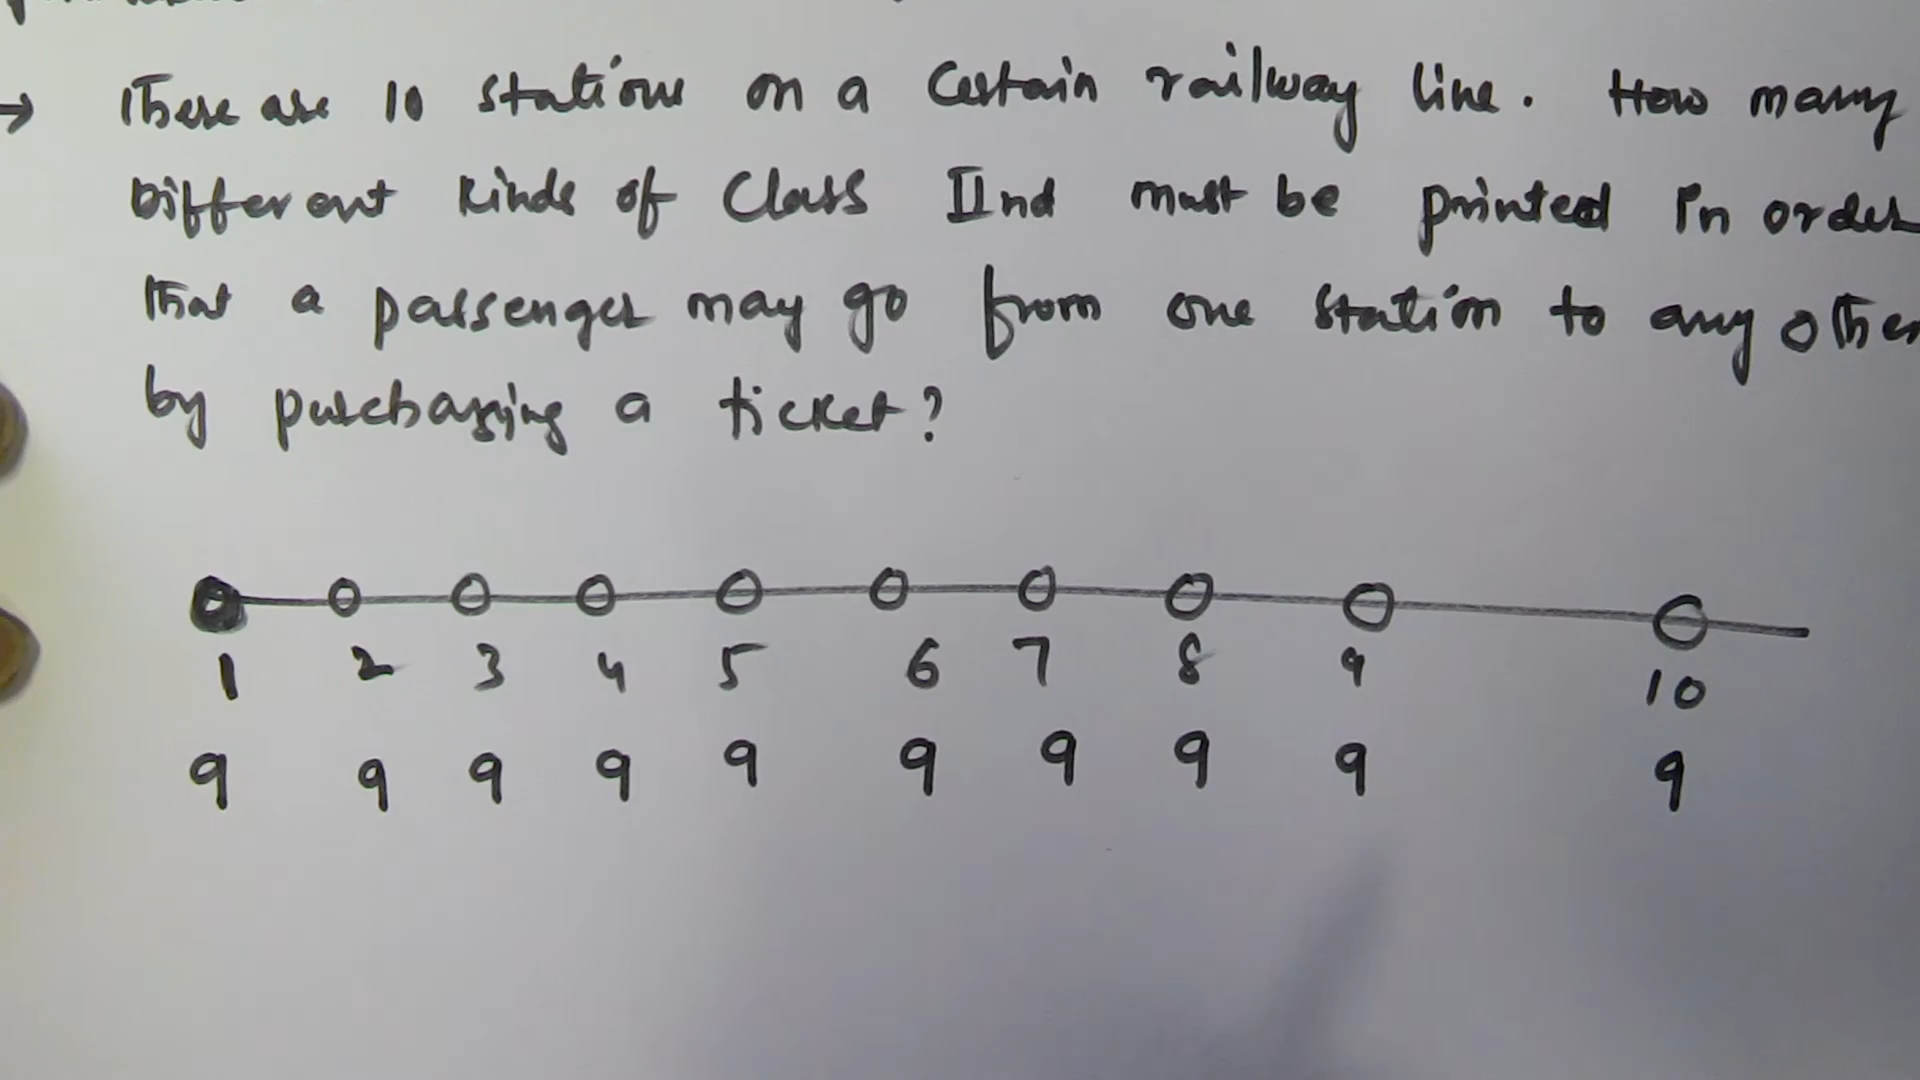 → There are 10 stations on a certain railway line. How many
Different kinds of Class IInd must be printed in order
that a passenger may go from one station to any other
by purchasing a ticket?
1 2 3 4 5 6 7 8 9 10
9 9 9 9 9 9 9 9 9 9